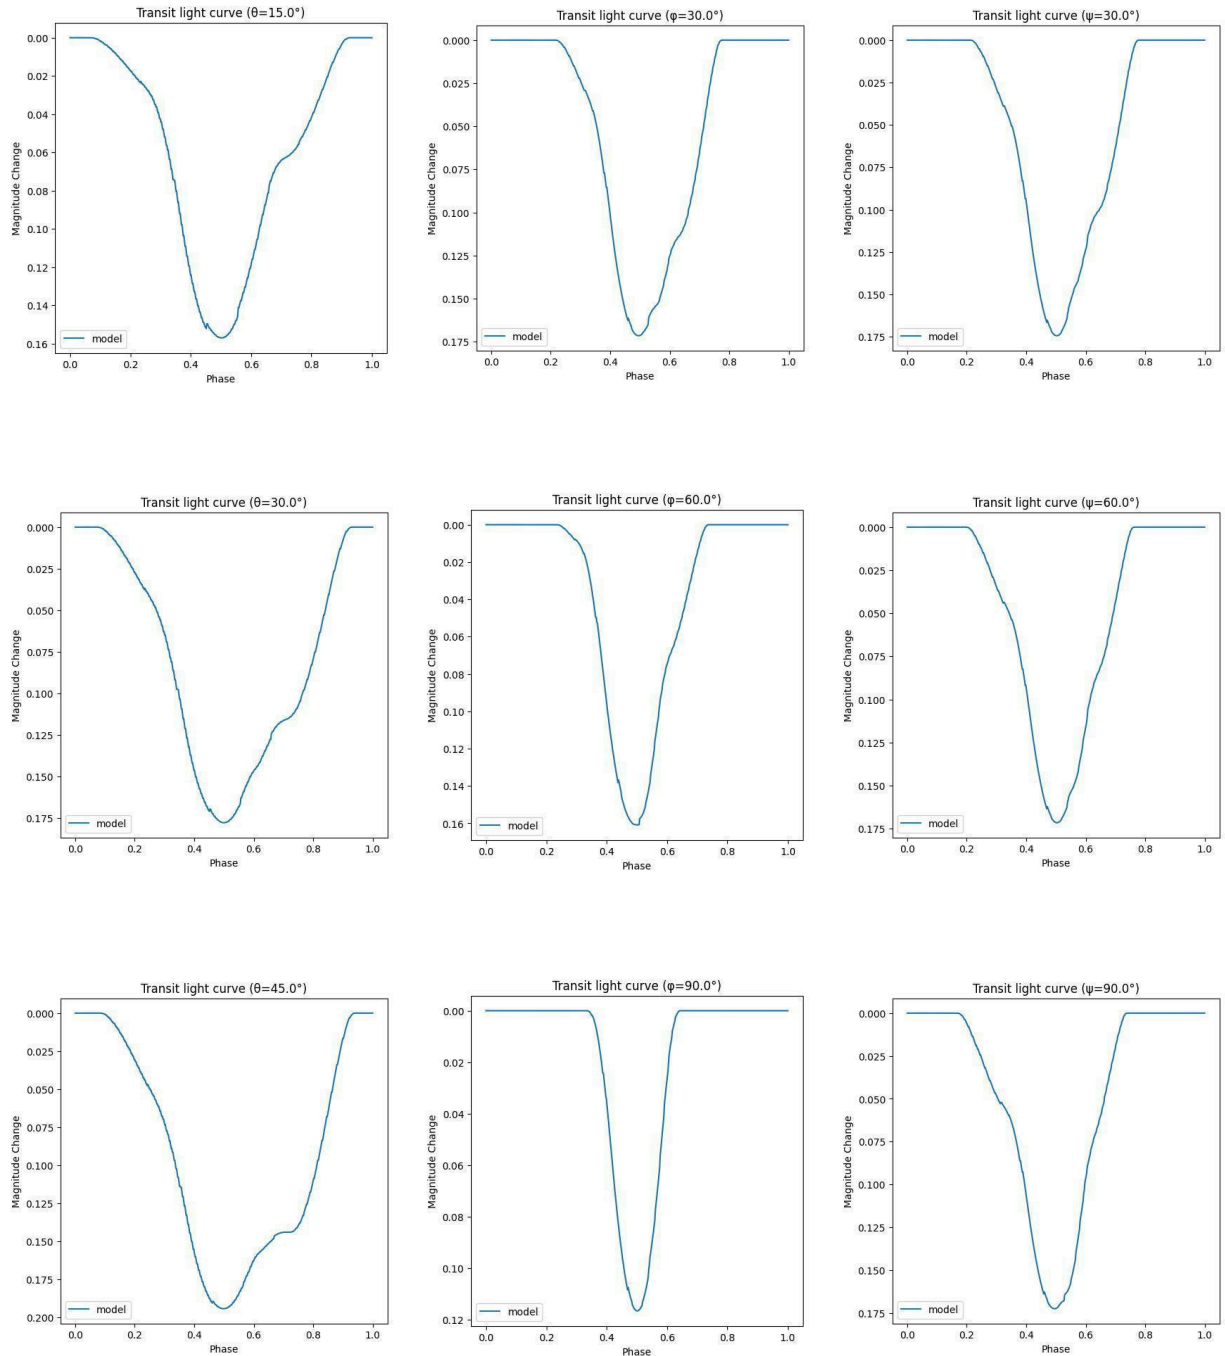 Transit light curve (θ=15.0°)
0.00
0.02
0.04
0.06
0.08
0.10
0.12
0.14
0.16
Magnitude Change
model
0.0 0.2 0.4 0.6 0.8 1.0
Phase
Transit light curve (φ=30.0°)
0.000
0.025
0.050
0.075
0.100
0.125
0.150
0.175
Magnitude Change
model
0.0 0.2 0.4 0.6 0.8 1.0
Phase
Transit light curve (ψ=30.0°)
0.000
0.025
0.050
0.075
0.100
0.125
0.150
0.175
Magnitude Change
model
0.0 0.2 0.4 0.6 0.8 1.0
Phase
Transit light curve (θ=30.0°)
0.000
0.025
0.050
0.075
0.100
0.125
0.150
0.175
Magnitude Change
model
0.0 0.2 0.4 0.6 0.8 1.0
Phase
Transit light curve (φ=60.0°)
0.00
0.02
0.04
0.06
0.08
0.10
0.12
0.14
0.16
Magnitude Change
model
0.0 0.2 0.4 0.6 0.8 1.0
Phase
Transit light curve (ψ=60.0°)
0.000
0.025
0.050
0.075
0.100
0.125
0.150
0.175
Magnitude Change
model
0.0 0.2 0.4 0.6 0.8 1.0
Phase
Transit light curve (θ=45.0°)
0.000
0.025
0.050
0.075
0.100
0.125
0.150
0.175
0.200
Magnitude Change
model
0.0 0.2 0.4 0.6 0.8 1.0
Phase
Transit light curve (φ=90.0°)
0.00
0.02
0.04
0.06
0.08
0.10
0.12
Magnitude Change
model
0.0 0.2 0.4 0.6 0.8 1.0
Phase
Transit light curve (ψ=90.0°)
0.000
0.025
0.050
0.075
0.100
0.125
0.150
0.175
Magnitude Change
model
0.0 0.2 0.4 0.6 0.8 1.0
Phase